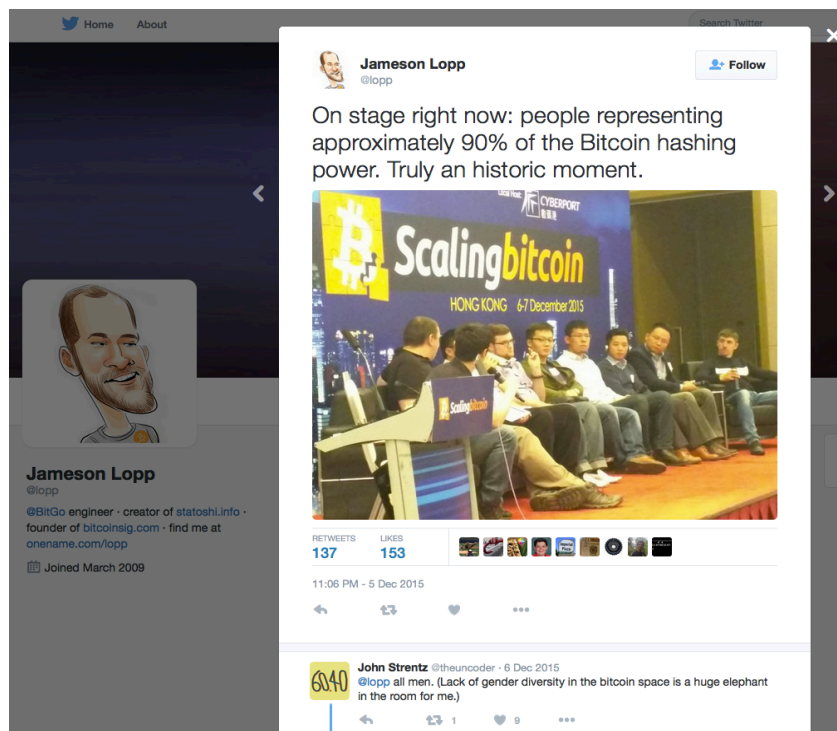 Home About
Search Twitter
Jameson Lopp
@lopp
Follow
On stage right now: people representing
approximately 90% of the Bitcoin hashing
power. Truly an historic moment.
Local Host:
CYBERPORT
數碼港
Scalingbitcoin
HONG KONG 6-7 December 2015
Scalingbitcoin
RETWEETS LIKES
137 153
11:06 PM - 5 Dec 2015
Jameson Lopp
@lopp
@BitGo engineer · creator of statoshi.info ·
founder of bitcoinsig.com · find me at
onename.com/lopp
Joined March 2009
60:40
John Strentz @theuncoder · 6 Dec 2015
@lopp all men. (Lack of gender diversity in the bitcoin space is a huge elephant
in the room for me.)
1 9